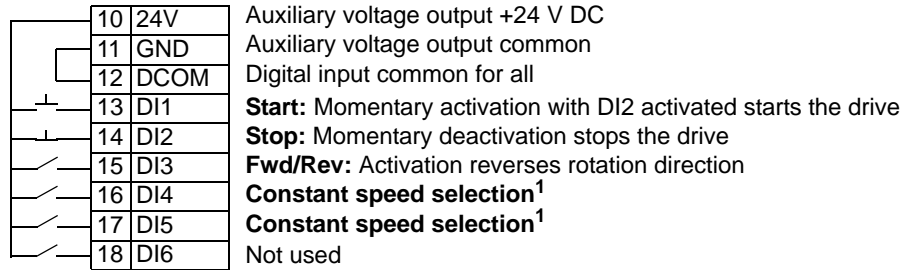 10 24V Auxiliary voltage output +24 V DC
11 GND Auxiliary voltage output common
12 DCOM Digital input common for all
13 DI1 Start: Momentary activation with DI2 activated starts the drive
14 DI2 Stop: Momentary deactivation stops the drive
15 DI3 Fwd/Rev: Activation reverses rotation direction
16 DI4 Constant speed selection1
17 DI5 Constant speed selection1
18 DI6 Not used